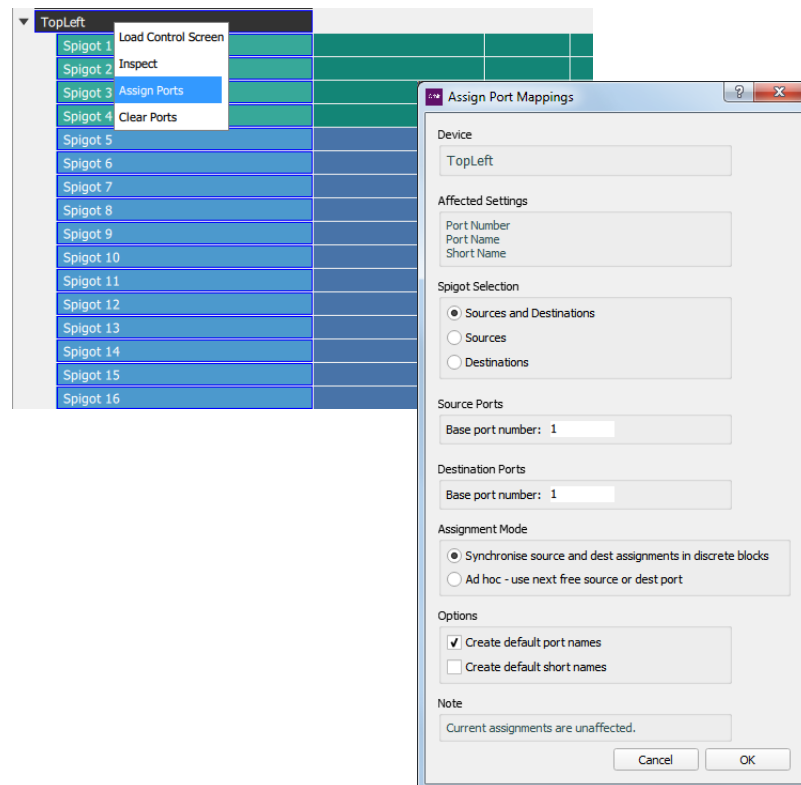 TopLeft
Load Control Screen
Spigot 1
Inspect
Spigot 2
Assign Ports
Spigot 3
Clear Ports
Spigot 4
Spigot 5
Spigot 6
Spigot 7
Spigot 8
Spigot 9
Spigot 10
Spigot 11
Spigot 12
Spigot 13
Spigot 14
Spigot 15
Spigot 16
Assign Port Mappings
Device
TopLeft
Affected Settings
Port Number
Port Name
Short Name
Spigot Selection
Sources and Destinations
Sources
Destinations
Source Ports
Base port number: 1
Destination Ports
Base port number: 1
Assignment Mode
Synchronise source and dest assignments in discrete blocks
Ad hoc - use next free source or dest port
Options
Create default port names
Create default short names
Note
Current assignments are unaffected.
Cancel OK